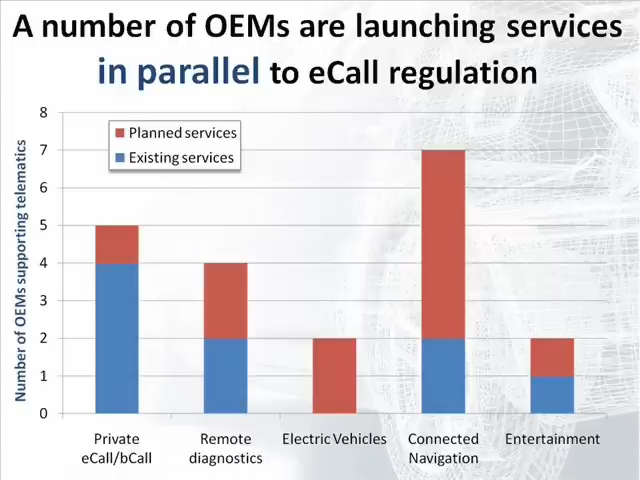 A number of OEMs are launching services
in parallel to eCall regulation
Number of OEMs supporting telematics
8
7
6
5
4
3
2
1
0
Planned services
Existing services
Private
eCall/bCall
Remote
diagnostics
Electric Vehicles
Connected
Navigation
Entertainment